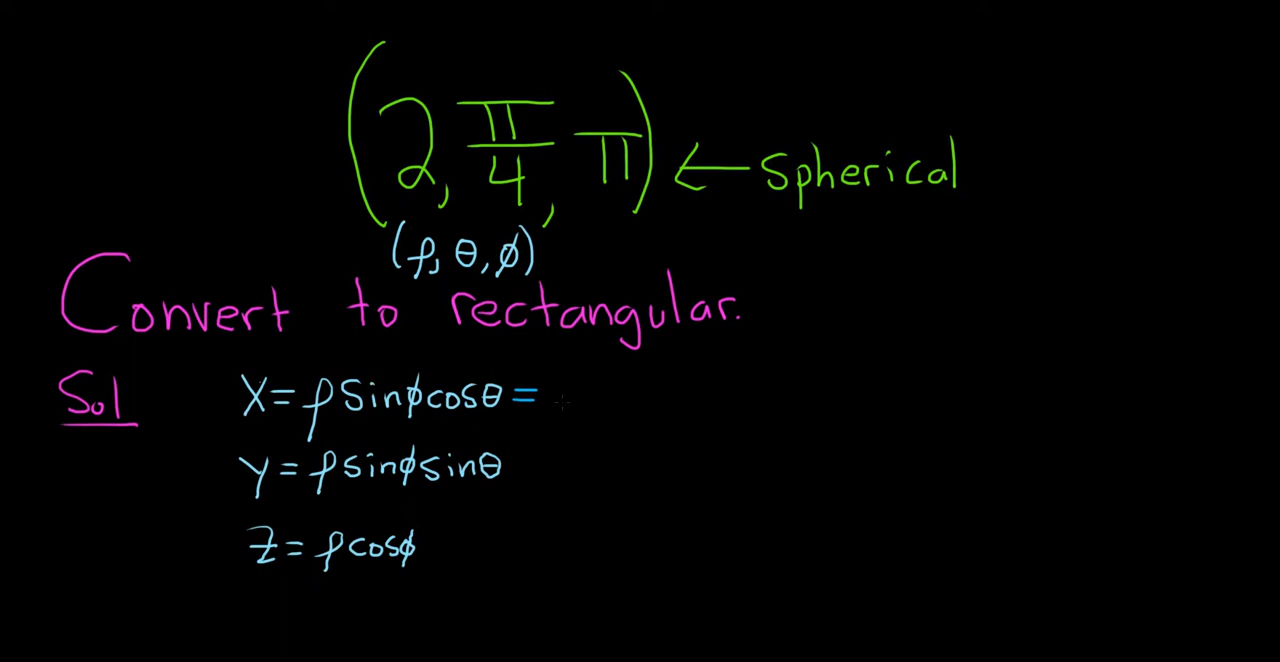 (2, π/4, π) ← Spherical
(ρ, θ, φ)
Convert to rectangular.
Sol X = ρ sinφ cosθ =
y = ρ sinφ sinθ
z = ρ cosφ